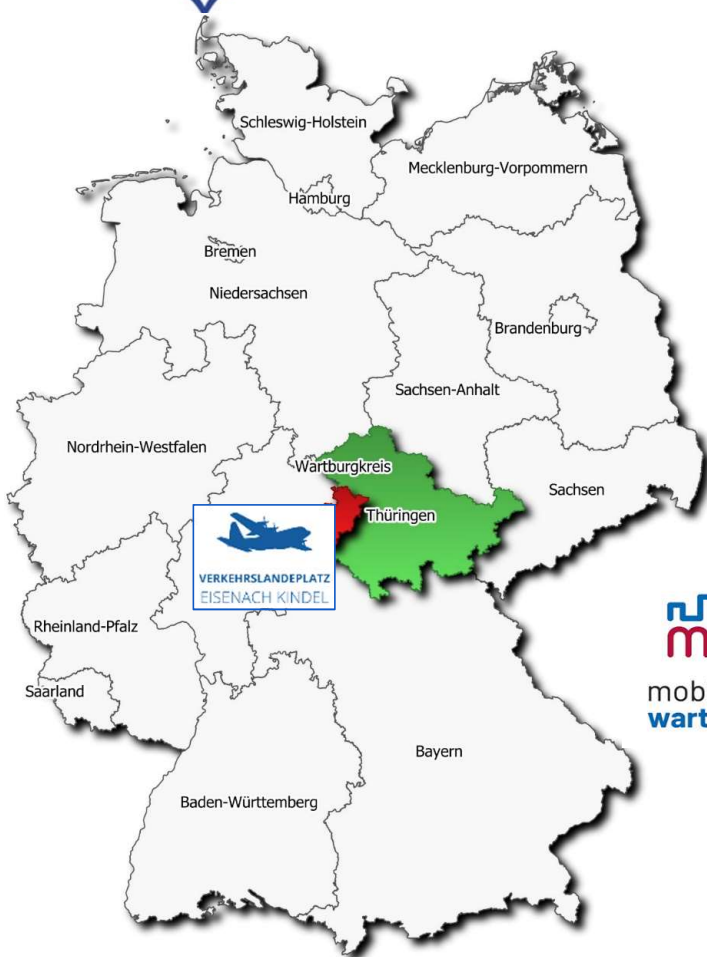 Schleswig-Holstein
Mecklenburg-Vorpommern
Hamburg
Bremen
Niedersachsen
Brandenburg
Sachsen-Anhalt
Nordrhein-Westfalen
Wartburgkreis
Sachsen
Thüringen
VERKEHRSLANDEPLATZ
EISENACH KINDEL
Rheinland-Pfalz
Saarland
mob
wart
Bayern
Baden-Württemberg